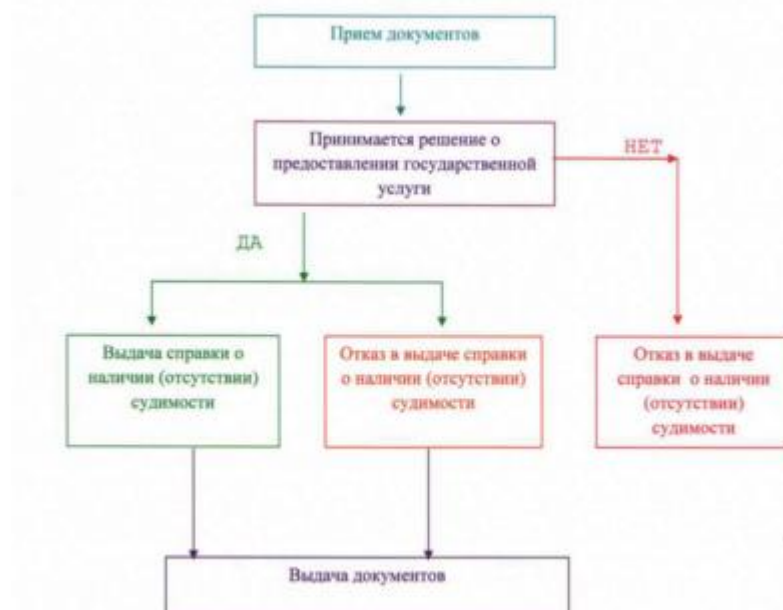 Прием документов
Принимается решение о
предоставлении государственной
услуги
НЕТ
ДА
Выдача справки о
наличии (отсутствии)
судимости
Отказ в выдаче справки
о наличии (отсутствии)
судимости
Отказ в выдаче
справки о наличии
(отсутствии)
судимости
Выдача документов